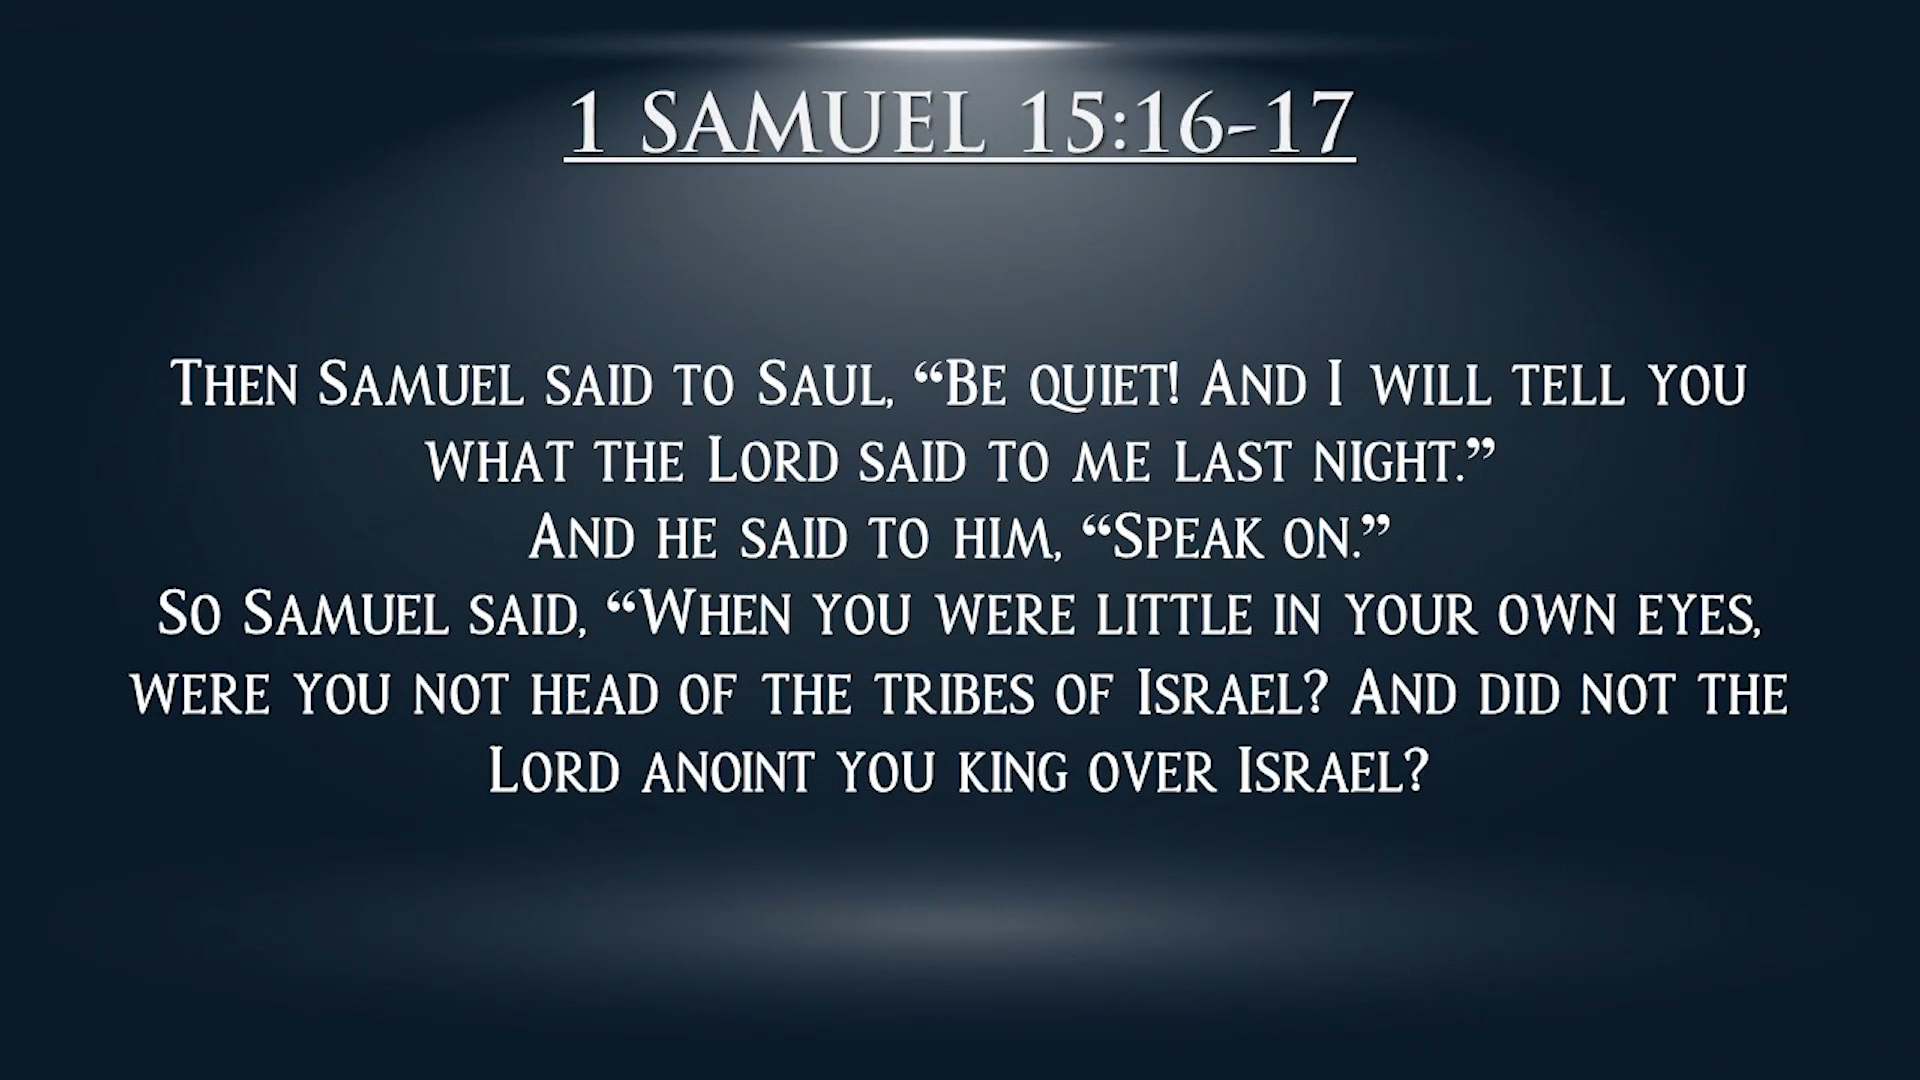 1 SAMUEL 15:16-17
Then Samuel said to Saul, “Be quiet! And I will tell you
what the Lord said to me last night.”
And he said to him, “Speak on.”
So Samuel said, “When you were little in your own eyes,
were you not head of the tribes of Israel? And did not the
Lord anoint you king over Israel?